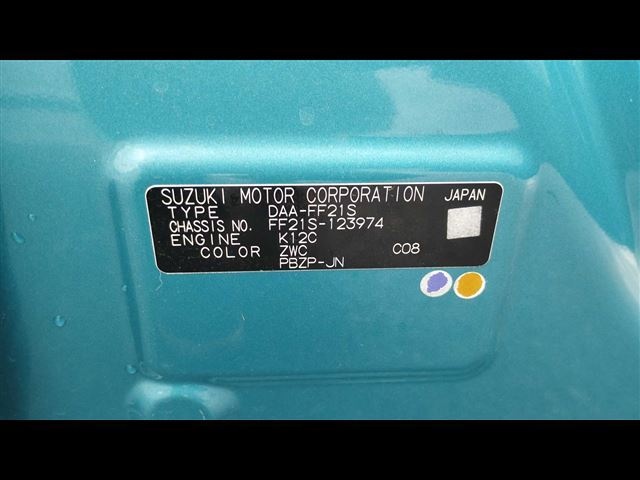 SUZUKI MOTOR CORPORATION JAPAN
TYPE DAA-FF21S
CHASSIS NO. FF21S-123974
ENGINE K12C
COLOR ZWC C08
PBZP-JN